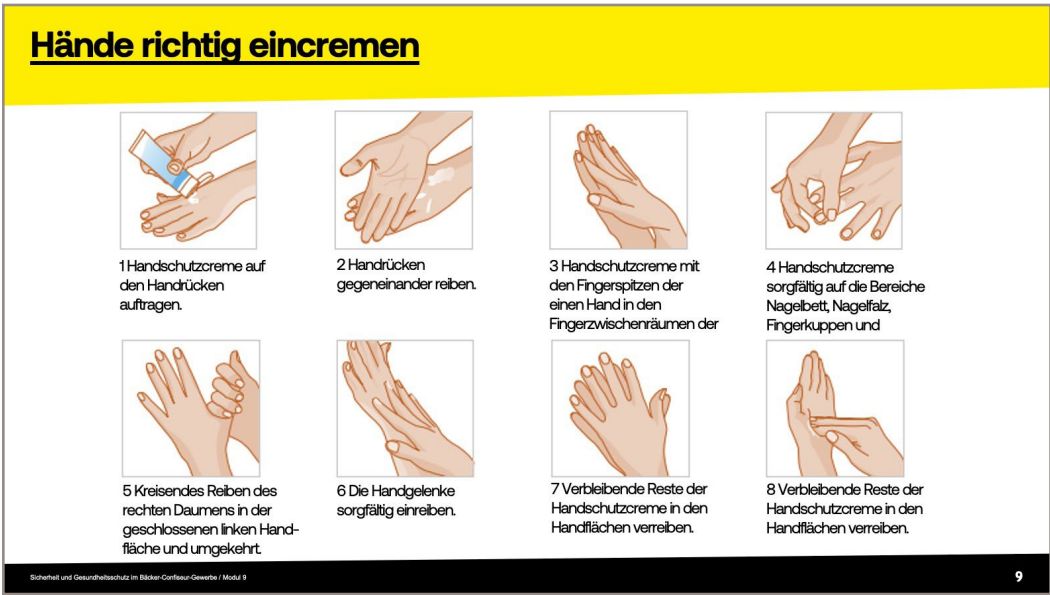 Hände richtig eincremen
1 Handschutzcreme auf
den Handrücken
auftragen.
2 Handrücken
gegeneinander reiben.
3 Handschutzcreme mit
den Fingerspitzen der
einen Hand in den
Fingerzwischenräumen der
4 Handschutzcreme
sorgfältig auf die Bereiche
Nagelbett, Nagelfalz,
Fingerkuppen und
5 Kreisendes Reiben des
rechten Daumens in der
geschlossenen linken Hand-
fläche und umgekehrt.
6 Die Handgelenke
sorgfältig einreiben.
7 Verbleibende Reste der
Handschutzcreme in den
Handflächen verreiben.
8 Verbleibende Reste der
Handschutzcreme in den
Handflächen verreiben.
Sicherheit und Gesundheitsschutz im Bäcker-Confiseur-Gewerbe / Modul 9
9